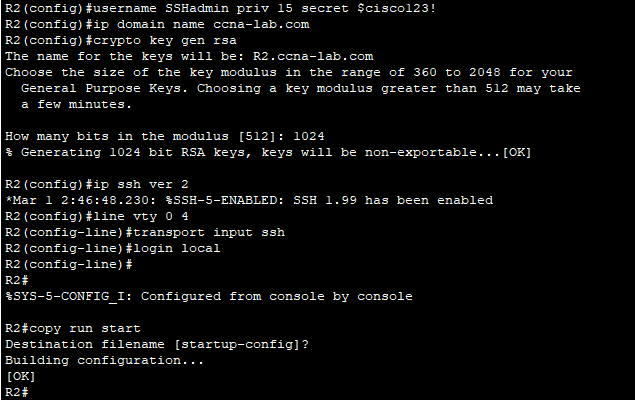 R2(config)#username SSHadmin priv 15 secret $cisco123!
R2(config)#ip domain name ccna-lab.com
R2(config)#crypto key gen rsa
The name for the keys will be: R2.ccna-lab.com
Choose the size of the key modulus in the range of 360 to 2048 for your
General Purpose Keys. Choosing a key modulus greater than 512 may take
a few minutes.
How many bits in the modulus [512]: 1024
% Generating 1024 bit RSA keys, keys will be non-exportable...[OK]
R2(config)#ip ssh ver 2
*Mar 1 2:46:48.230: %SSH-5-ENABLED: SSH 1.99 has been enabled
R2(config)#line vty 0 4
R2(config-line)#transport input ssh
R2(config-line)#login local
R2(config-line)#
R2#
%SYS-5-CONFIG_I: Configured from console by console
R2#copy run start
Destination filename [startup-config]?
Building configuration...
[OK]
R2#